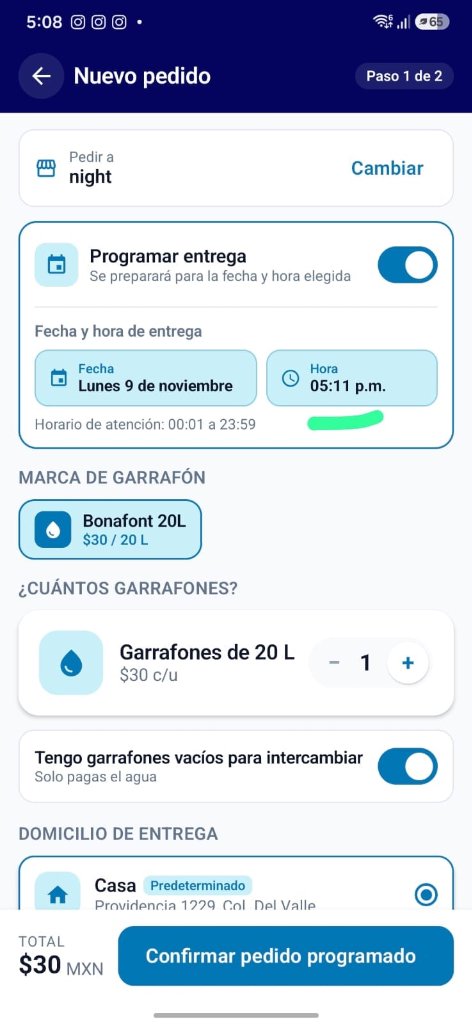 5:08
65
Nuevo pedido
Paso 1 de 2
Pedir a
night
Cambiar
Programar entrega
Se preparará para la fecha y hora elegida
Fecha y hora de entrega
Fecha
Lunes 9 de noviembre
Hora
05:11 p.m.
Horario de atención: 00:01 a 23:59
MARCA DE GARRAFÓN
Bonafont 20L
$30 / 20 L
¿CUÁNTOS GARRAFONES?
Garrafones de 20 L
$30 c/u
− 1 +
Tengo garrafones vacíos para intercambiar
Solo pagas el agua
DOMICILIO DE ENTREGA
Casa
Predeterminado
Providencia 1229, Col. Del Valle
TOTAL
$30 MXN
Confirmar pedido programado